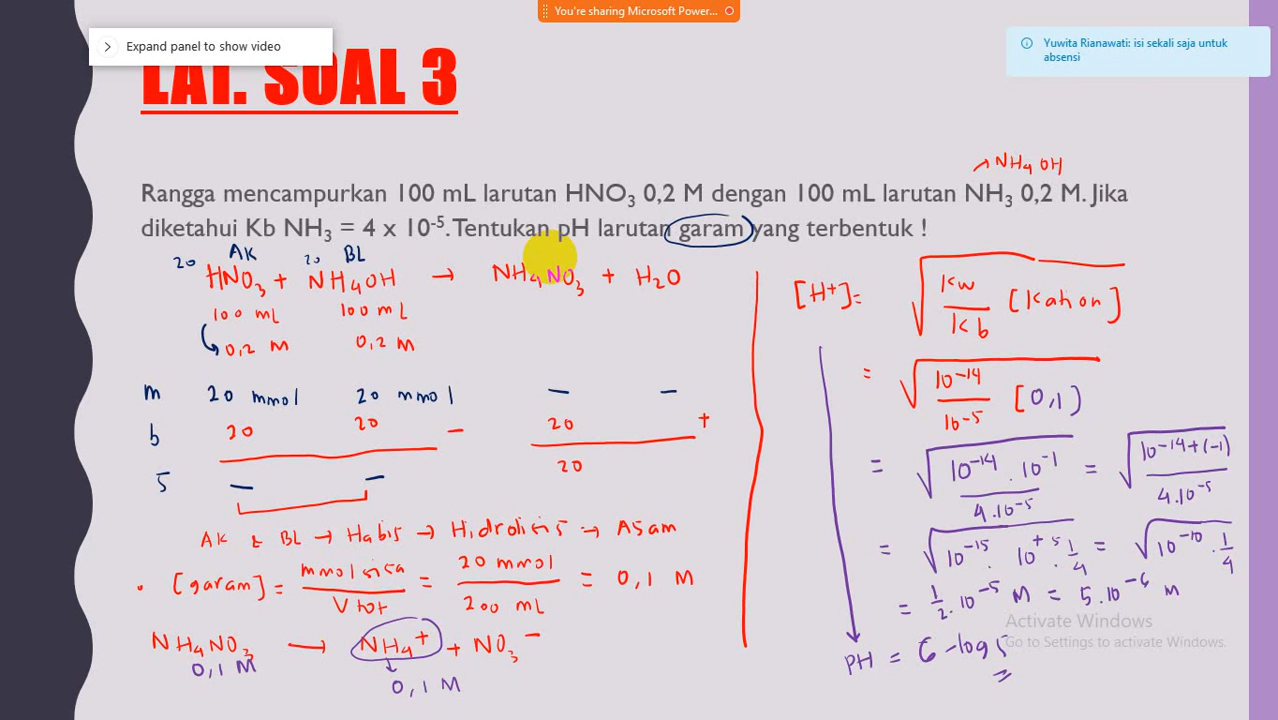 You're sharing Microsoft Power...
Expand panel to show video
Yuwita Rianawati: isi sekali saja untuk
absensi
LAT. SOAL 3
NH4OH
Rangga mencampurkan 100 mL larutan HNO3 0,2 M dengan 100 mL larutan NH3 0,2 M. Jika
diketahui Kb NH3 = 4 x 10-5. Tentukan pH larutan garam yang terbentuk !
20 AK 20 BL
HNO3 + NH4OH → NH4NO3 + H2O
100 mL 100 mL
0,2 M 0,2 M
m 20 mmol 20 mmol — —
b 20 20 — 20 +
s — — 20
AK & BL → Habis → Hidrolisis → Asam
• [garam] = mmol sisa / V tot = 20 mmol / 200 mL = 0,1 M
NH4NO3 → NH4+ + NO3−
0,1 M 0,1 M
[H+] = √ Kw / Kb [Kation]
= √ 10-14 / 10-5 [0,1]
= √ 10-14 . 10-1 / 4.10-5 = √ 10-14+(-1) / 4.10-5
= √ 10-15 . 10+5 . 1/4 = √ 10-10 . 1/4
= 1/2 . 10-5 M = 5.10-6 M
PH = 6 - log 5
Activate Windows
Go to Settings to activate Windows.